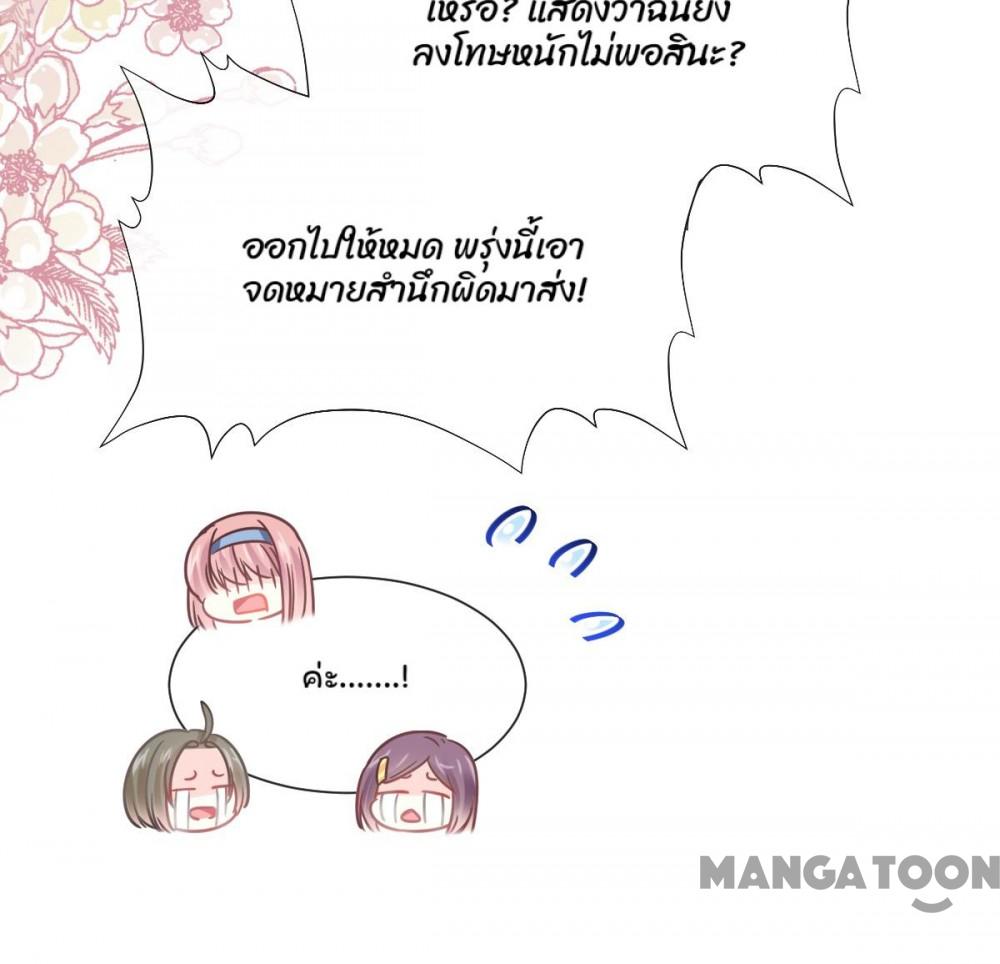 เหรอ? แสดงว่าฉันยัง
ลงโทษหนักไม่พอสินะ?
ออกไปให้หมด พรุ่งนี้เอา
จดหมายสำนึกผิดมาส่ง!
ค่ะ.......!
MANGATOON